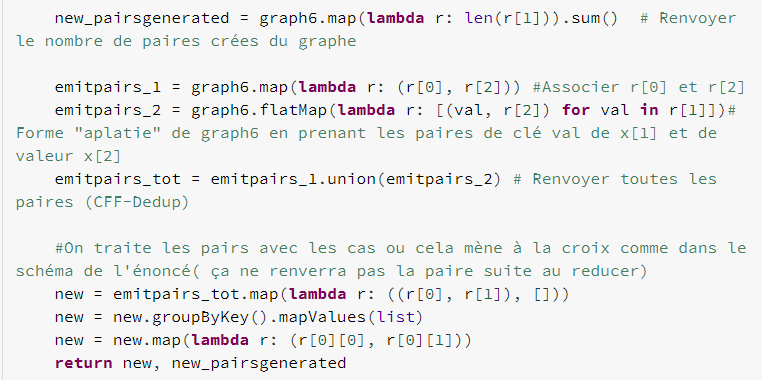 new_pairsgenerated = graph6.map(lambda r: len(r[1])).sum()  # Renvoyer
le nombre de paires crées du graphe
emitpairs_1 = graph6.map(lambda r: (r[0], r[2])) #Associer r[0] et r[2]
emitpairs_2 = graph6.flatMap(lambda r: [(val, r[2]) for val in r[1]])#
Forme "aplatie" de graph6 en prenant les paires de clé val de x[1] et de
valeur x[2]
emitpairs_tot = emitpairs_1.union(emitpairs_2) # Renvoyer toutes les
paires (CFF-Dedup)
#On traite les pairs avec les cas ou cela mène à la croix comme dans le
schéma de l'énoncé( ça ne renverra pas la paire suite au reducer)
new = emitpairs_tot.map(lambda r: ((r[0], r[1]), []))
new = new.groupByKey().mapValues(list)
new = new.map(lambda r: (r[0][0], r[0][1]))
return new, new_pairsgenerated